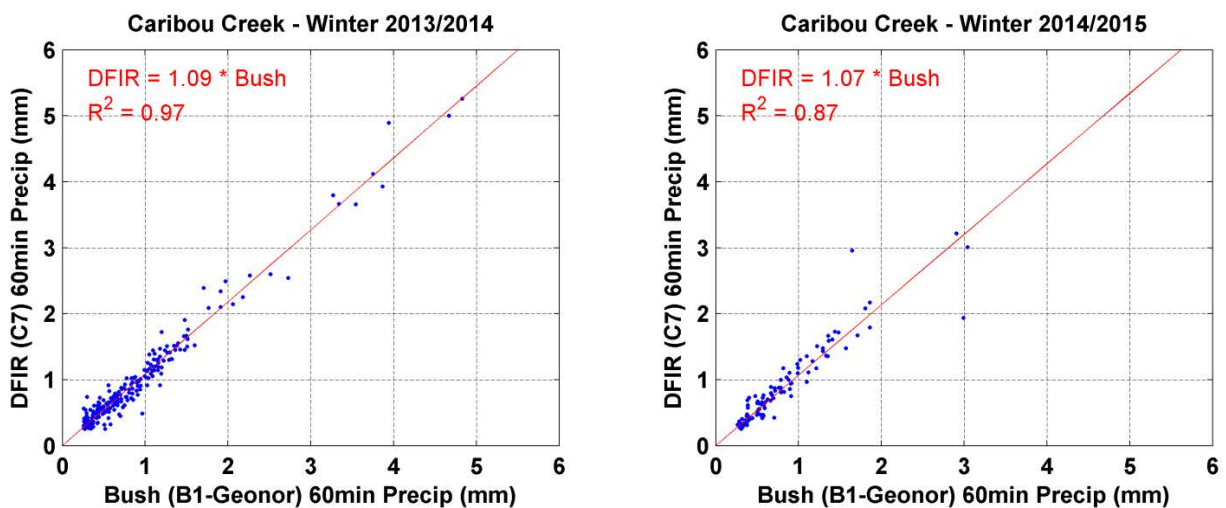 Caribou Creek - Winter 2013/2014
DFIR = 1.09 * Bush
R² = 0.97
DFIR (C7) 60min Precip (mm)
6
5
4
3
2
1
0
0 1 2 3 4 5 6
Bush (B1-Geonor) 60min Precip (mm)
Caribou Creek - Winter 2014/2015
DFIR = 1.07 * Bush
R² = 0.87
DFIR (C7) 60min Precip (mm)
6
5
4
3
2
1
0
0 1 2 3 4 5 6
Bush (B1-Geonor) 60min Precip (mm)